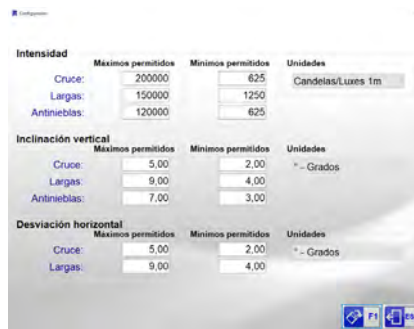 Configuración
Intensidad
Máximos permitidos Mínimos permitidos Unidades
Cruce: 200000 625 Candelas/Luxes 1m
Largas: 150000 1250
Antinieblas: 120000 625
Inclinación vertical
Máximos permitidos Mínimos permitidos Unidades
Cruce: 5,00 2,00 ° - Grados
Largas: 9,00 4,00
Antinieblas: 7,00 3,00
Desviación horizontal
Máximos permitidos Mínimos permitidos Unidades
Cruce: 5,00 2,00 ° - Grados
Largas: 9,00 4,00
F1